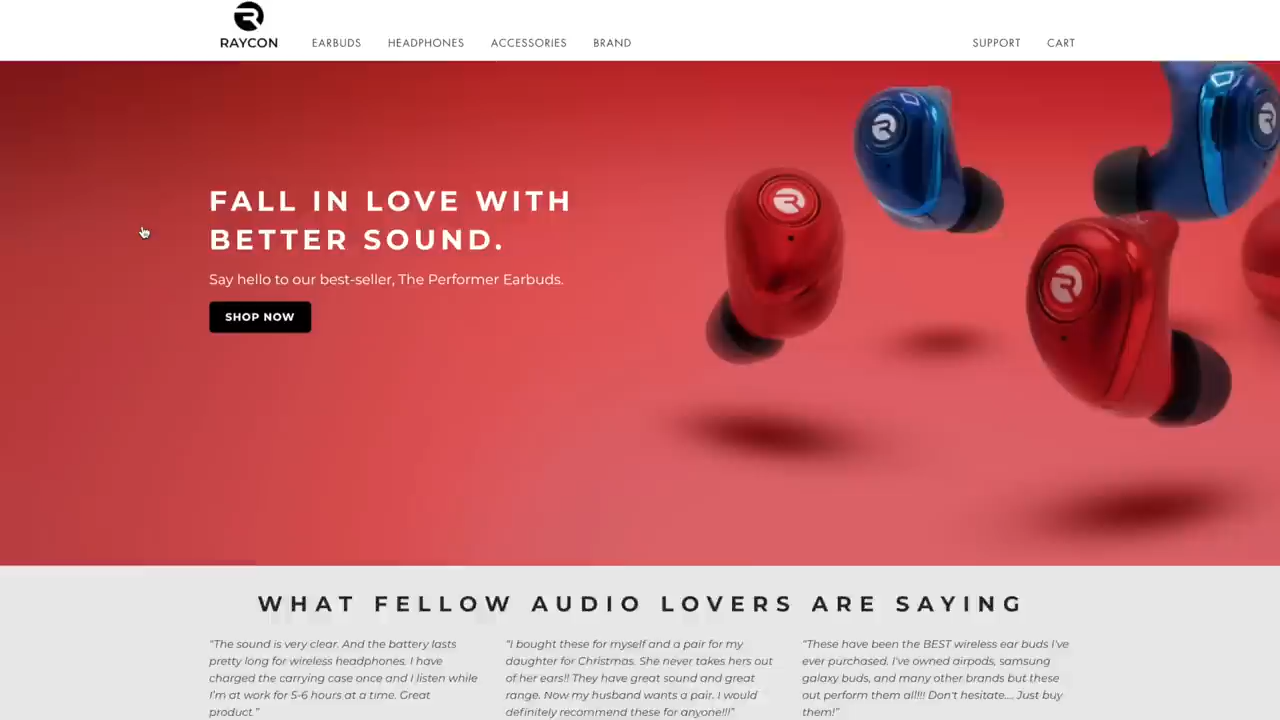 RAYCON
EARBUDS
HEADPHONES
ACCESSORIES
BRAND
SUPPORT
CART
FALL IN LOVE WITH
BETTER SOUND.
Say hello to our best-seller, The Performer Earbuds.
SHOP NOW
WHAT FELLOW AUDIO LOVERS ARE SAYING
"The sound is very clear. And the battery lasts
pretty long for wireless headphones. I have
charged the carrying case once and I listen while
I'm at work for 5-6 hours at a time. Great
product."
"I bought these for myself and a pair for my
daughter for Christmas. She never takes hers out
of her ears!! They have great sound and great
range. Now my husband wants a pair. I would
definitely recommend these for anyone!!!"
"These have been the BEST wireless ear buds I've
ever purchased. I've owned airpods, samsung
galaxy buds, and many other brands but these
out perform them all!!! Don't hesitate.... Just buy
them!"